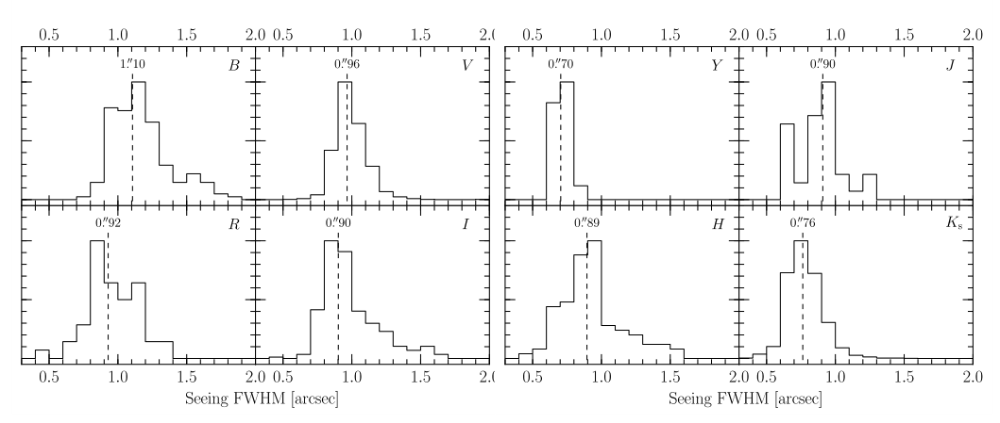 0.5 1.0 1.5 2.0 0.5 1.0 1.5 2.0 0.5 1.0 1.5 2.0 0.5 1.0 1.5 2.0
1.″10 B 0.″96 V 0.″70 Y 0.″90 J
0.″92 R 0.″90 I 0.″89 H 0.″76 Ks
0.5 1.0 1.5 2.0 0.5 1.0 1.5 2.0 0.5 1.0 1.5 2.0 0.5 1.0 1.5 2.0
Seeing FWHM [arcsec] Seeing FWHM [arcsec]